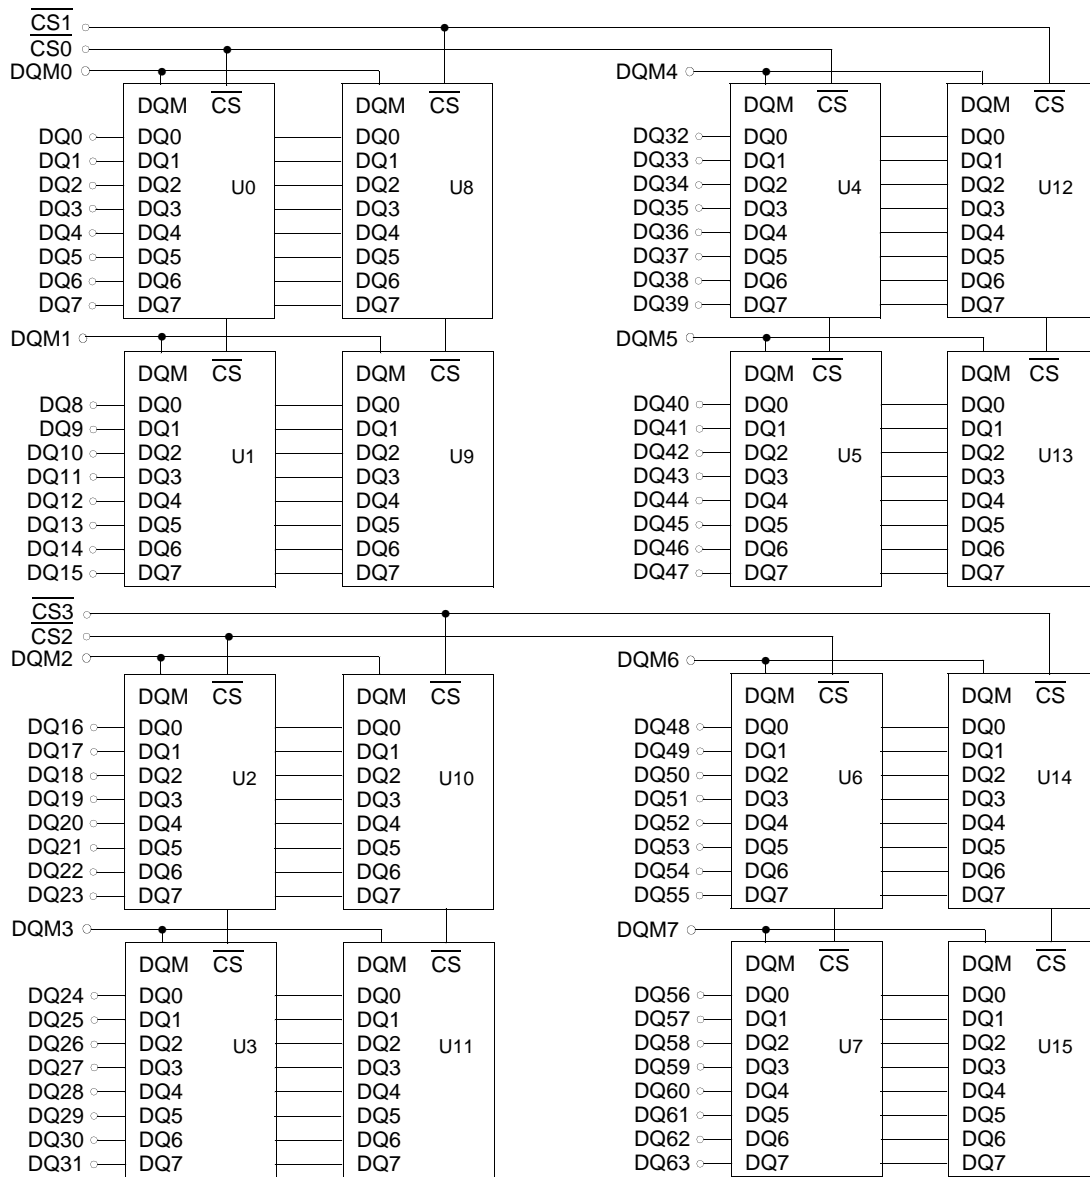 CS1
CS0
DQM0 DQM4
DQM CS DQM CS DQM CS DQM CS
DQ0 DQ0 DQ0 DQ32 DQ0 DQ0
DQ1 DQ1 DQ1 DQ33 DQ1 DQ1
DQ2 DQ2 U0 DQ2 U8 DQ34 DQ2 U4 DQ2 U12
DQ3 DQ3 DQ3 DQ35 DQ3 DQ3
DQ4 DQ4 DQ4 DQ36 DQ4 DQ4
DQ5 DQ5 DQ5 DQ37 DQ5 DQ5
DQ6 DQ6 DQ6 DQ38 DQ6 DQ6
DQ7 DQ7 DQ7 DQ39 DQ7 DQ7
DQM1 DQM5
DQM CS DQM CS DQM CS DQM CS
DQ8 DQ0 DQ0 DQ40 DQ0 DQ0
DQ9 DQ1 DQ1 DQ41 DQ1 DQ1
DQ10 DQ2 U1 DQ2 U9 DQ42 DQ2 U5 DQ2 U13
DQ11 DQ3 DQ3 DQ43 DQ3 DQ3
DQ12 DQ4 DQ4 DQ44 DQ4 DQ4
DQ13 DQ5 DQ5 DQ45 DQ5 DQ5
DQ14 DQ6 DQ6 DQ46 DQ6 DQ6
DQ15 DQ7 DQ7 DQ47 DQ7 DQ7
CS3
CS2
DQM2 DQM6
DQM CS DQM CS DQM CS DQM CS
DQ16 DQ0 DQ0 DQ48 DQ0 DQ0
DQ17 DQ1 DQ1 DQ49 DQ1 DQ1
DQ18 DQ2 U2 DQ2 U10 DQ50 DQ2 U6 DQ2 U14
DQ19 DQ3 DQ3 DQ51 DQ3 DQ3
DQ20 DQ4 DQ4 DQ52 DQ4 DQ4
DQ21 DQ5 DQ5 DQ53 DQ5 DQ5
DQ22 DQ6 DQ6 DQ54 DQ6 DQ6
DQ23 DQ7 DQ7 DQ55 DQ7 DQ7
DQM3 DQM7
DQM CS DQM CS DQM CS DQM CS
DQ24 DQ0 DQ0 DQ56 DQ0 DQ0
DQ25 DQ1 DQ1 DQ57 DQ1 DQ1
DQ26 DQ2 U3 DQ2 U11 DQ58 DQ2 U7 DQ2 U15
DQ27 DQ3 DQ3 DQ59 DQ3 DQ3
DQ28 DQ4 DQ4 DQ60 DQ4 DQ4
DQ29 DQ5 DQ5 DQ61 DQ5 DQ5
DQ30 DQ6 DQ6 DQ62 DQ6 DQ6
DQ31 DQ7 DQ7 DQ63 DQ7 DQ7